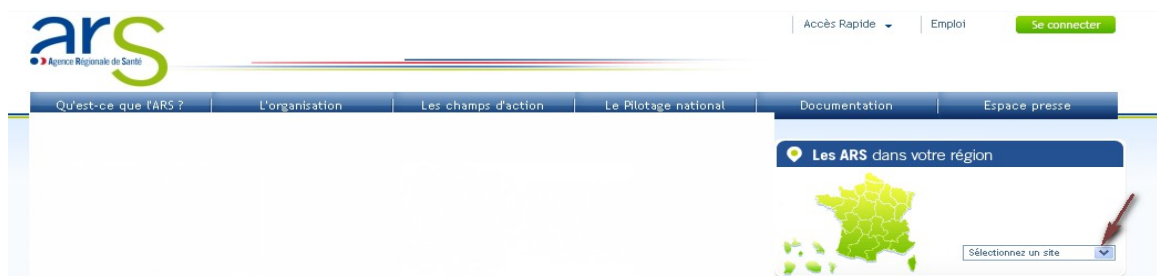 ars
Agence Régionale de Santé
Accès Rapide
Emploi
Se connecter
Qu'est-ce que l'ARS ?
L'organisation
Les champs d'action
Le Pilotage national
Documentation
Espace presse
Les ARS dans votre région
Sélectionnez un site